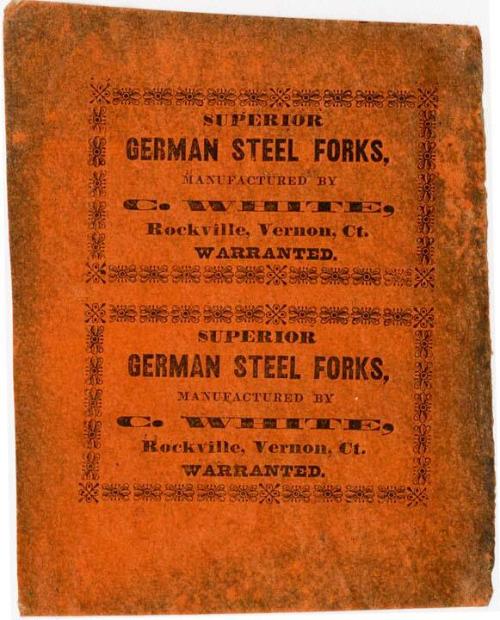 SUPERIOR
GERMAN STEEL FORKS,
MANUFACTURED BY
C. WHITE,
Rockville, Vernon, Ct.
WARRANTED.
SUPERIOR
GERMAN STEEL FORKS,
MANUFACTURED BY
C. WHITE,
Rockville, Vernon, Ct.
WARRANTED.